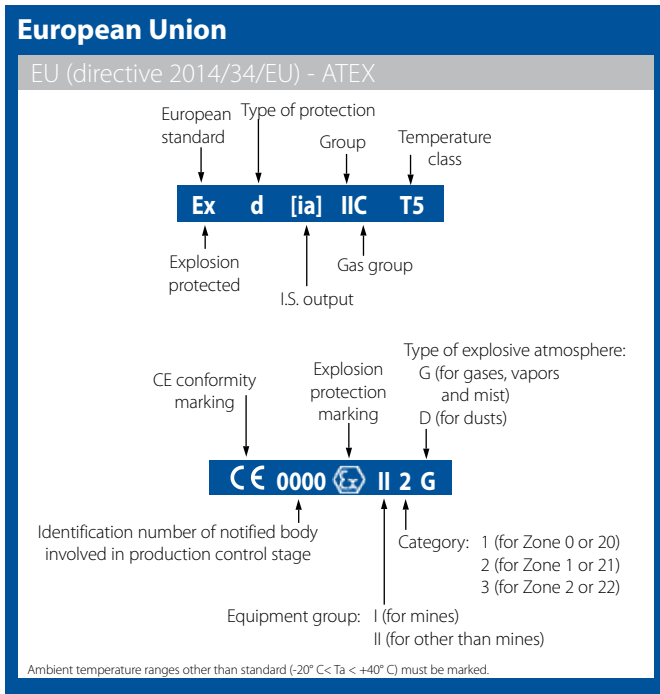 European Union
EU (directive 2014/34/EU) - ATEX
European
standard
Type of protection
Group
Temperature
class
Ex d [ia] IIC T5
Explosion
protected
I.S. output
Gas group
CE conformity
marking
Explosion
protection
marking
Type of explosive atmosphere:
G (for gases, vapors
and mist)
D (for dusts)
CE 0000 Ex II 2 G
Identification number of notified body
involved in production control stage
Category: 1 (for Zone 0 or 20)
2 (for Zone 1 or 21)
3 (for Zone 2 or 22)
Equipment group: I (for mines)
II (for other than mines)
Ambient temperature ranges other than standard (-20° C< Ta < +40° C) must be marked.